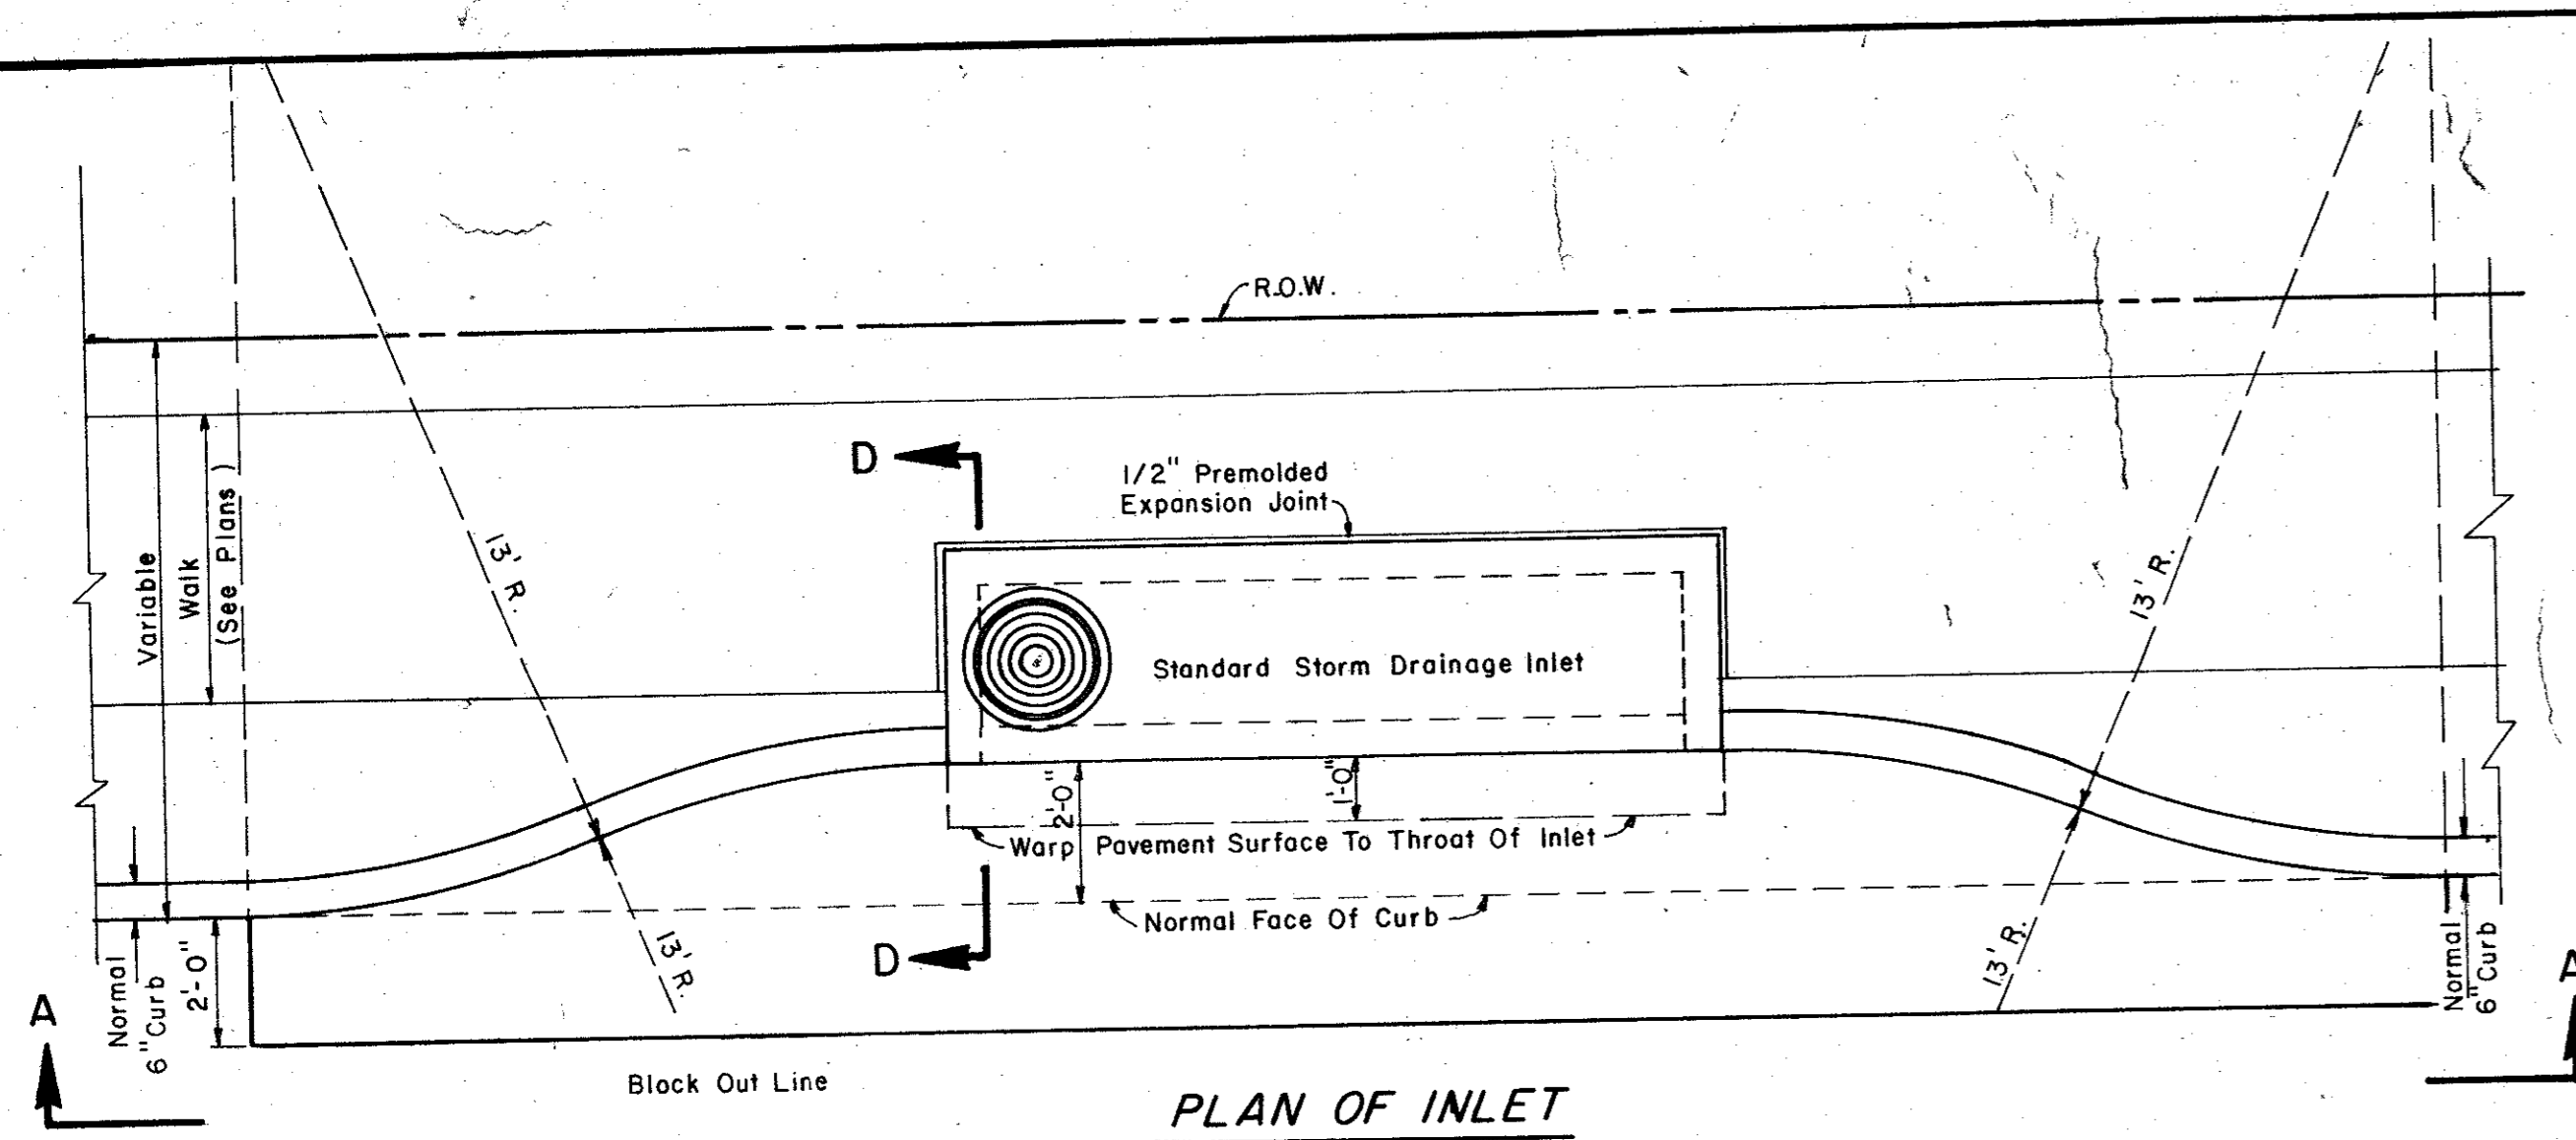 R.O.W.
D
1/2" Premolded
Expansion Joint
Variable
Walk
(See Plans)
13' R.
13' R.
Standard Storm Drainage Inlet
2'-0"
1'-0"
Warp Pavement Surface To Throat Of Inlet
Normal Face Of Curb
D
13' R.
13' R.
A
Normal
6" Curb
2'-0"
Normal
6" Curb
A
Block Out Line
PLAN OF INLET